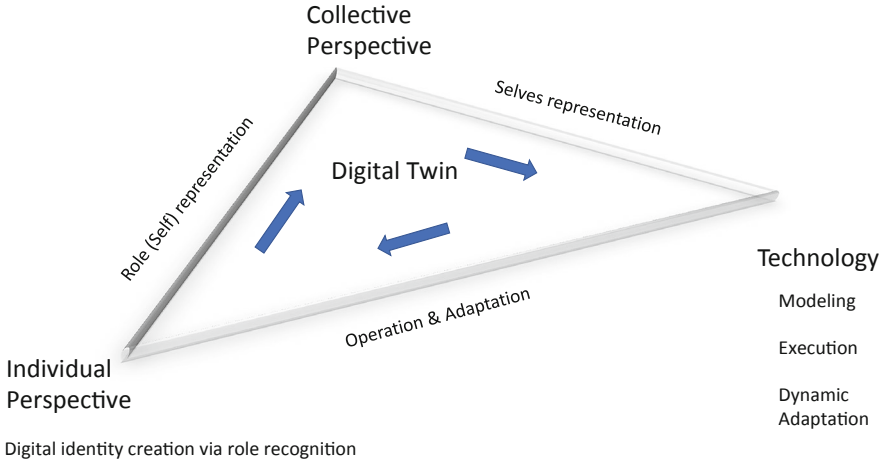 Collective
Perspective
Selves representation
Role (Self) representation
Digital Twin
Technology
Modeling
Operation & Adaptation
Execution
Individual
Perspective
Dynamic
Adaptation
Digital identity creation via role recognition